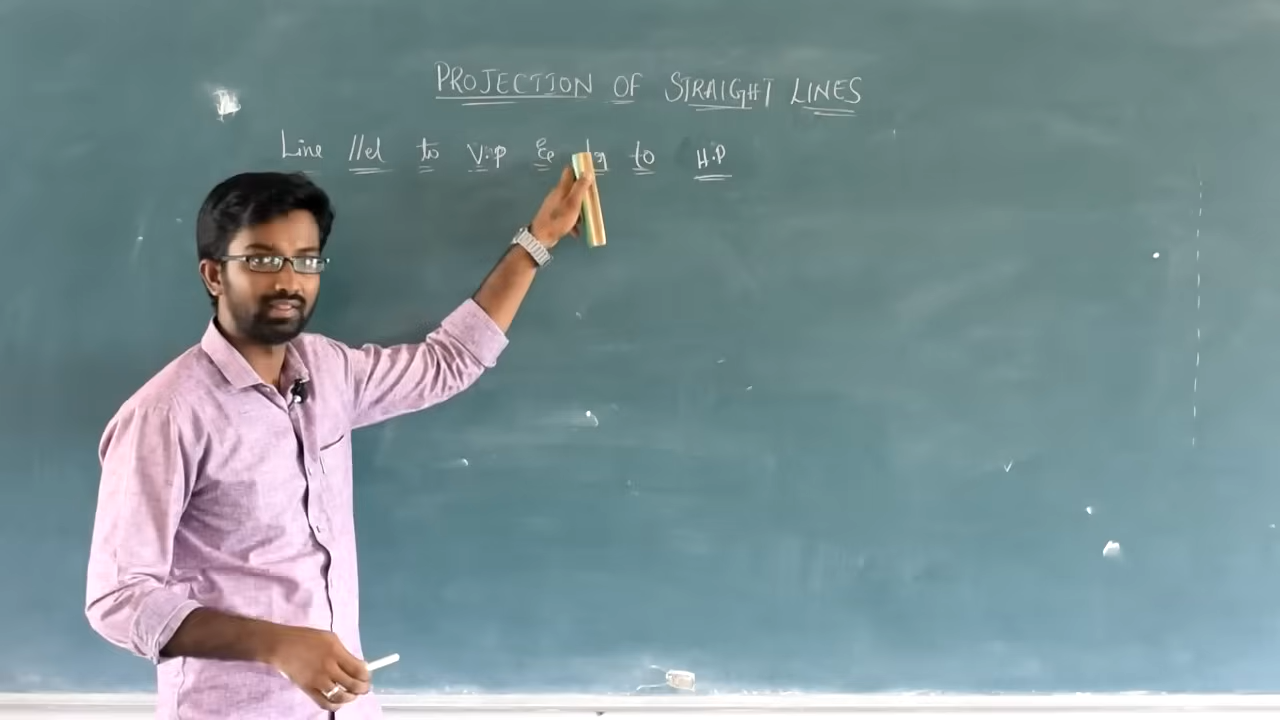 PROJECTION OF STRAIGHT LINES
Line //el to V.P & to H.P